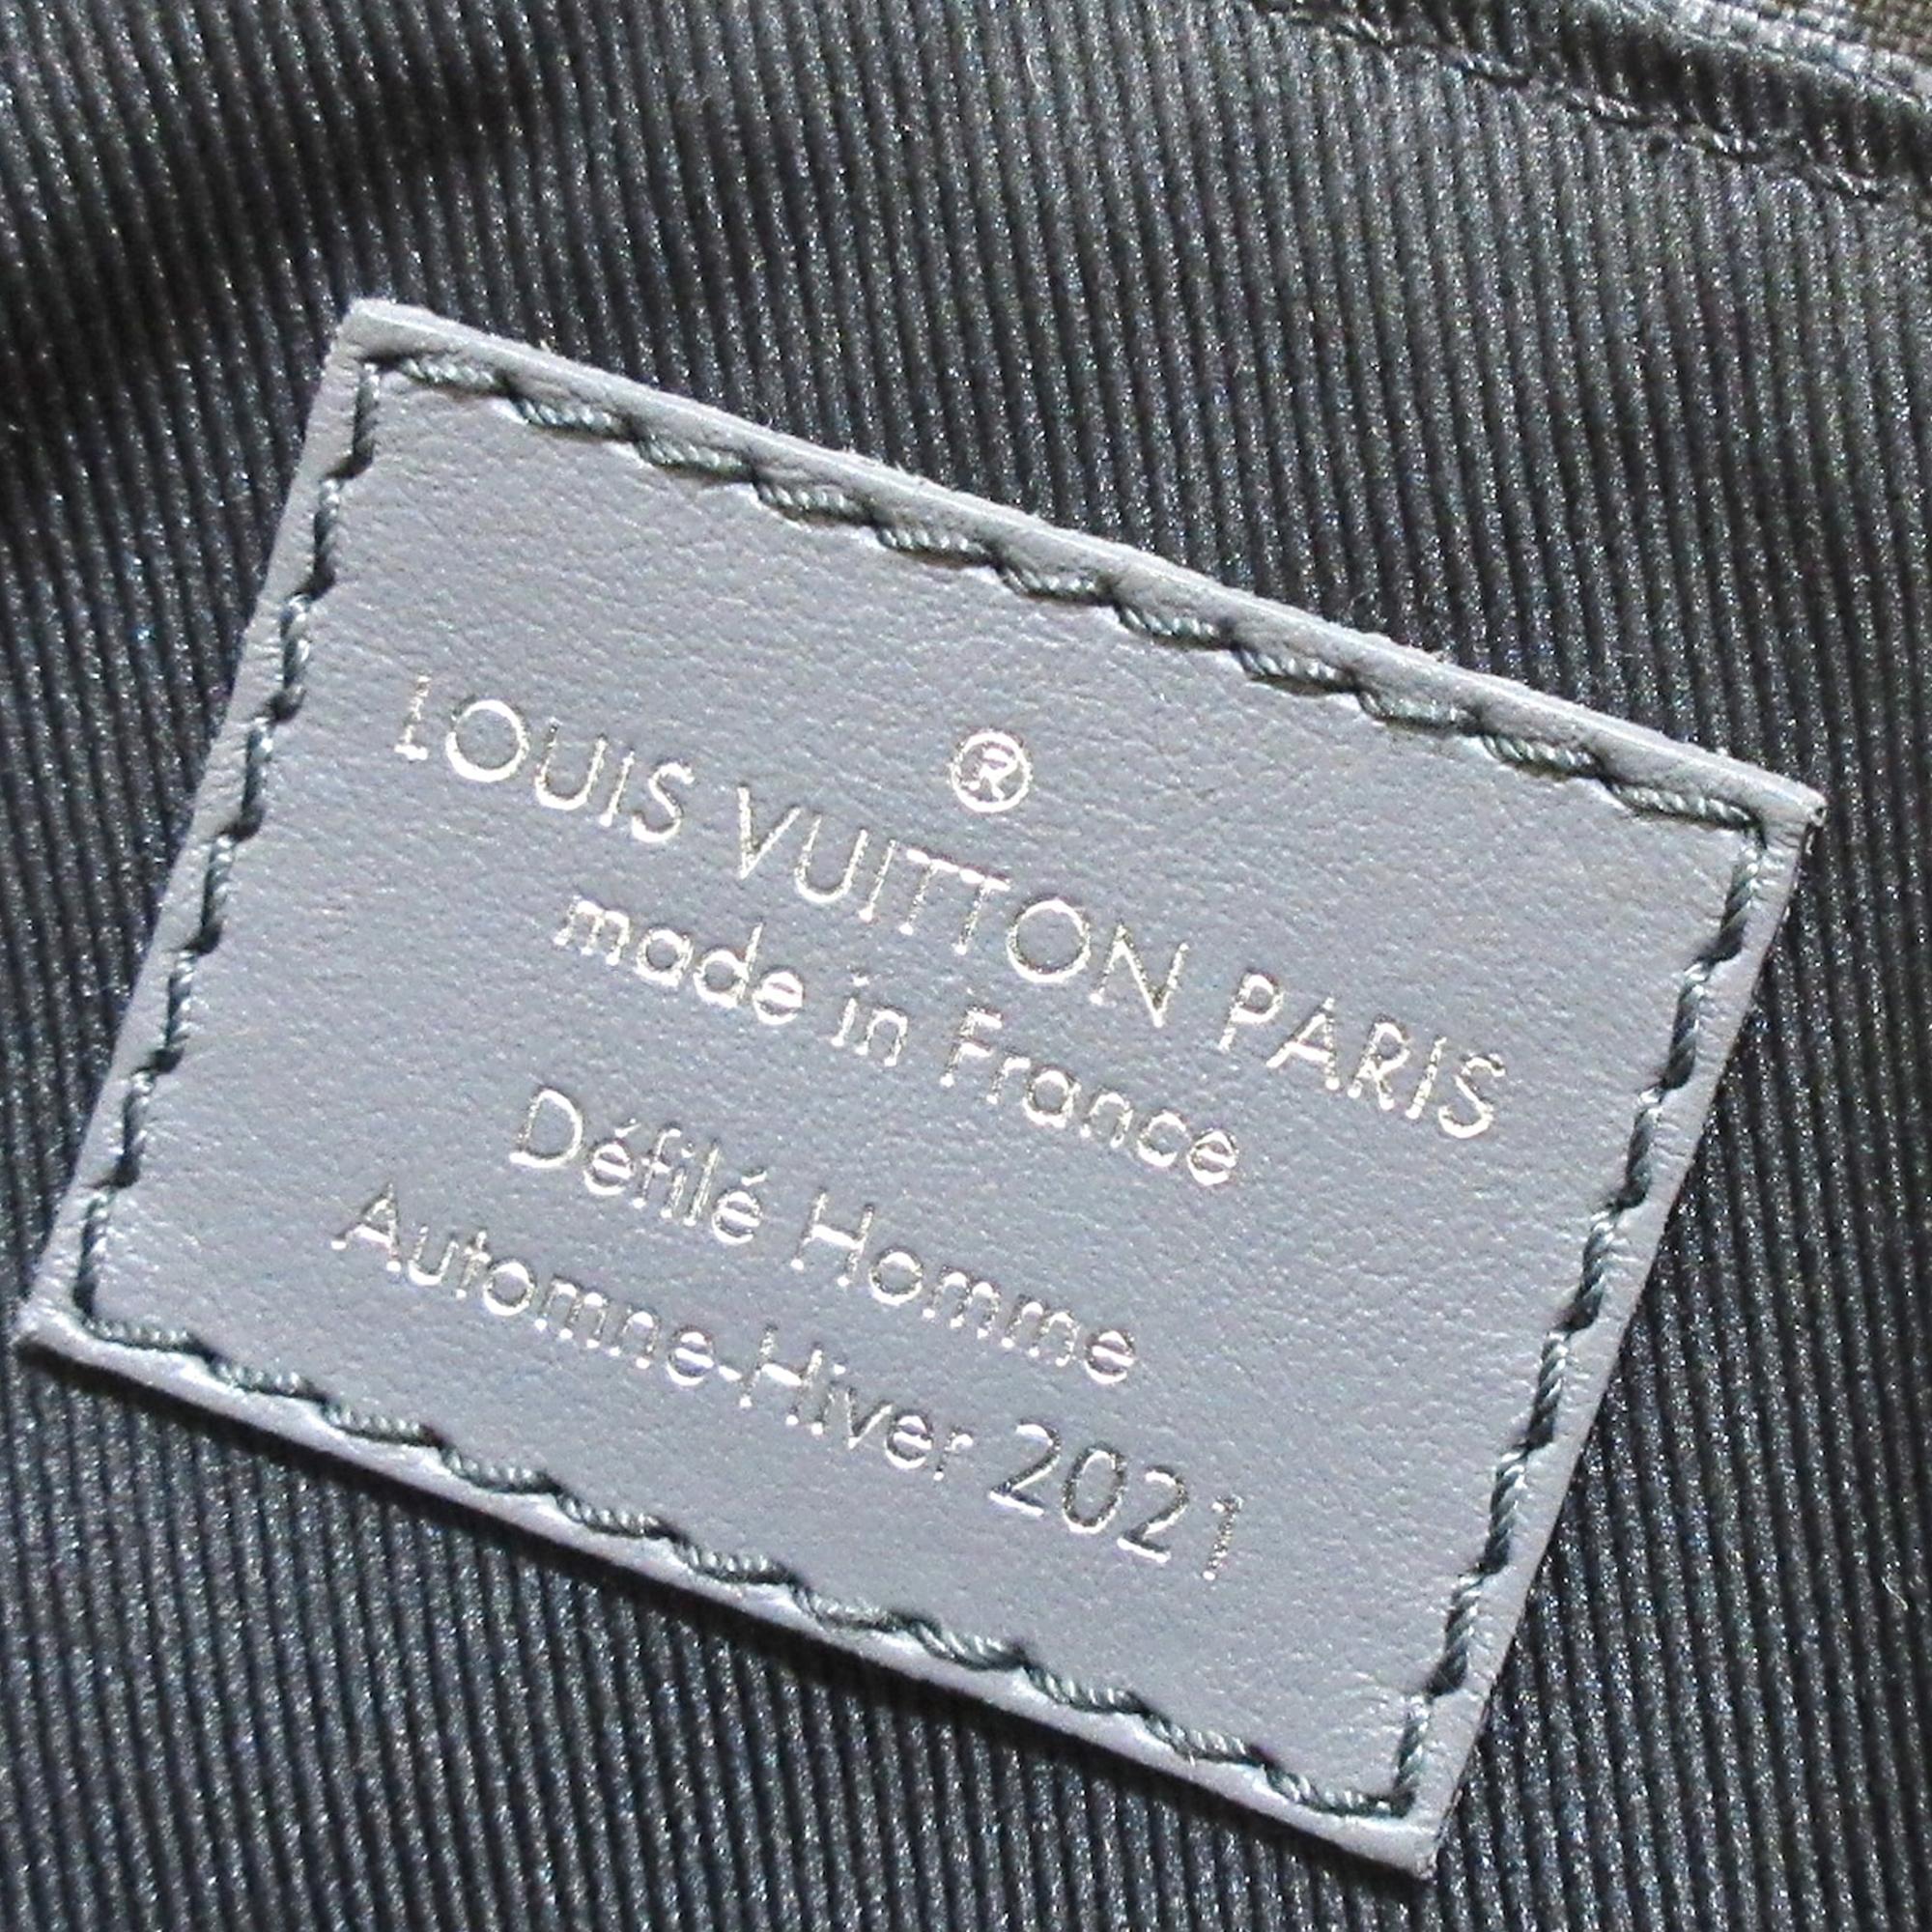 ®
LOUIS VUITTON PARIS
made in France
Défilé Homme
Automne-Hiver 2021